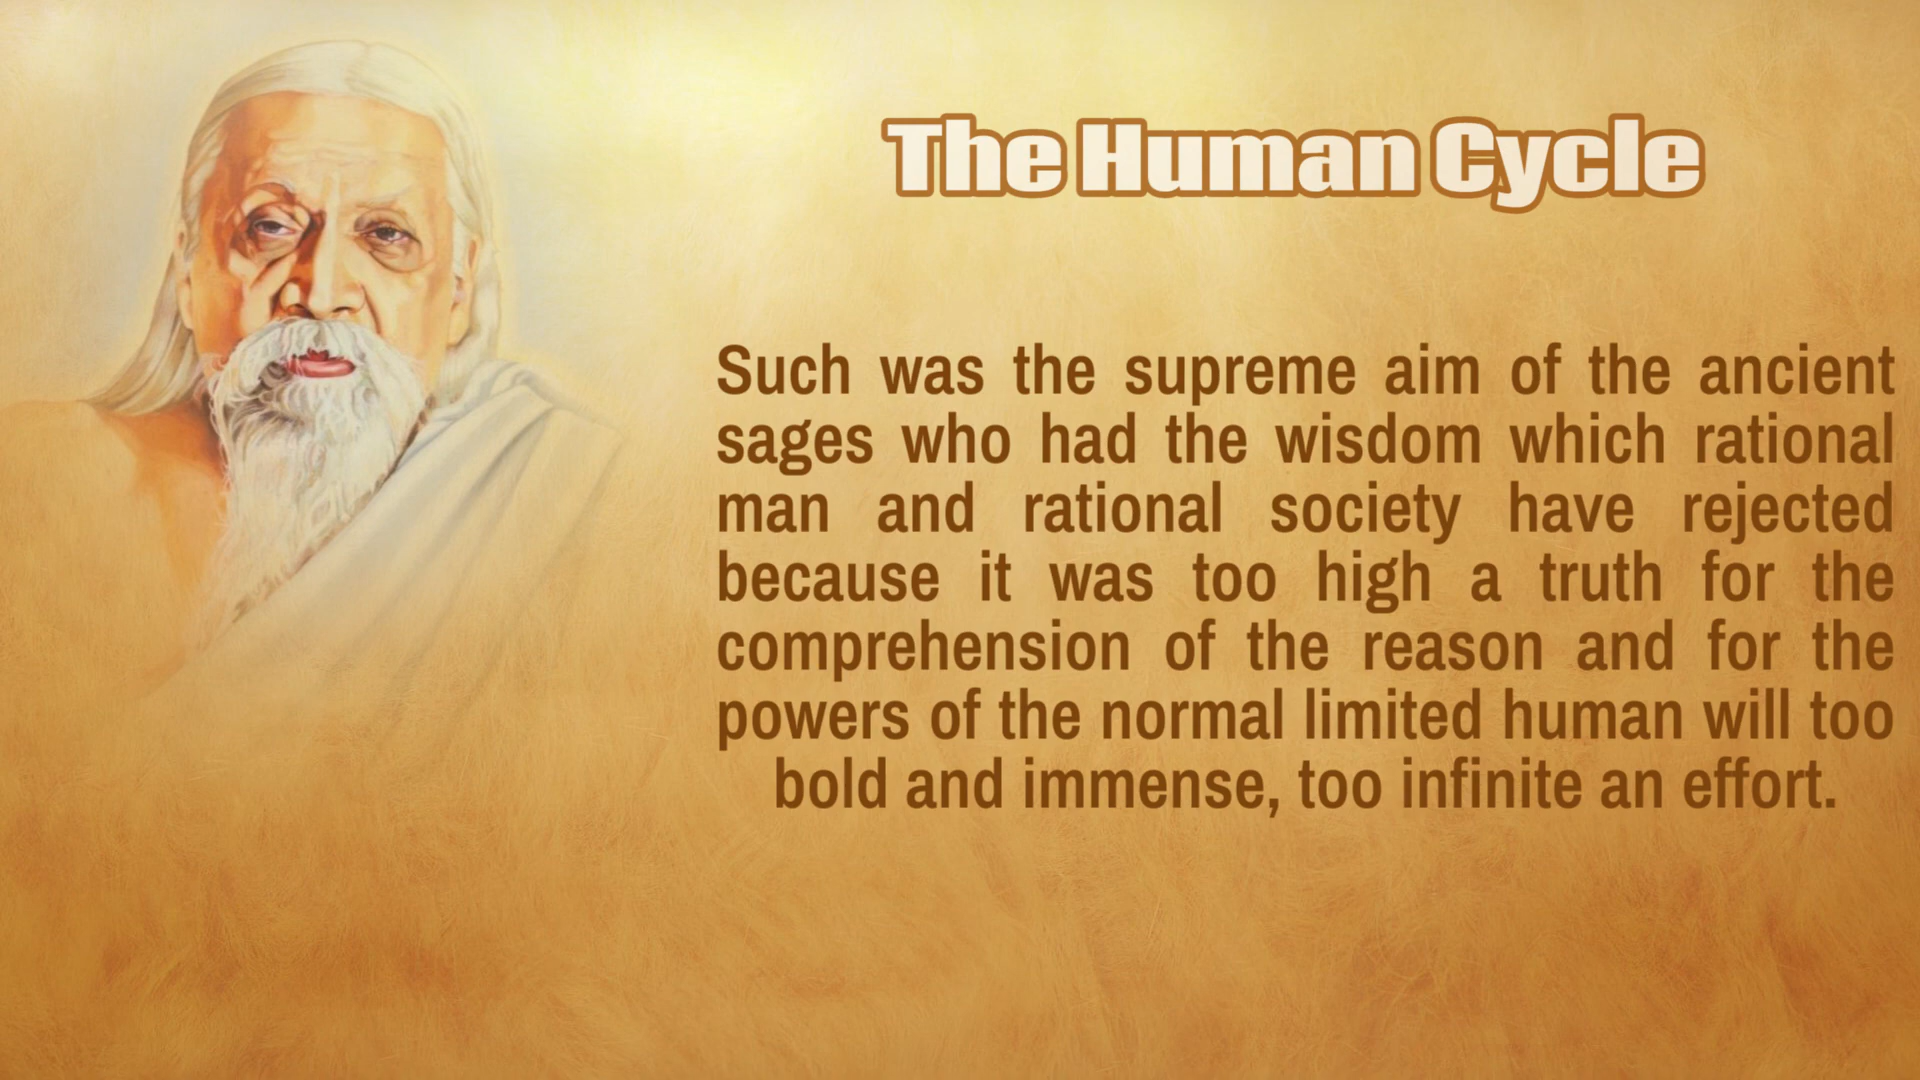 The Human Cycle
Such was the supreme aim of the ancient
sages who had the wisdom which rational
man and rational society have rejected
because it was too high a truth for the
comprehension of the reason and for the
powers of the normal limited human will too
bold and immense, too infinite an effort.